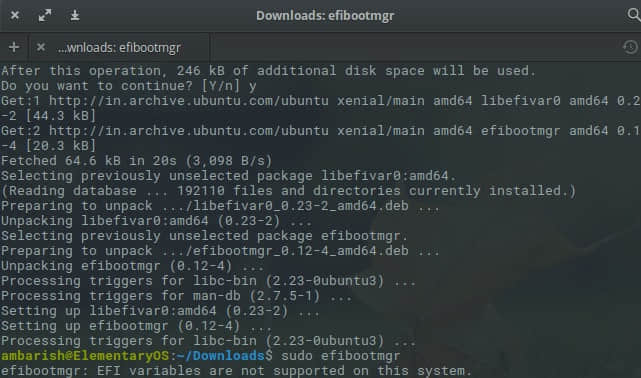 Downloads: efibootmgr
...wnloads: efibootmgr
After this operation, 246 kB of additional disk space will be used.
Do you want to continue? [Y/n] y
Get:1 http://in.archive.ubuntu.com/ubuntu xenial/main amd64 libefivar0 amd64 0.2
-2 [44.3 kB]
Get:2 http://in.archive.ubuntu.com/ubuntu xenial/main amd64 efibootmgr amd64 0.1
-4 [20.3 kB]
Fetched 64.6 kB in 20s (3,098 B/s)
Selecting previously unselected package libefivar0:amd64.
(Reading database ... 192110 files and directories currently installed.)
Preparing to unpack .../libefivar0_0.23-2_amd64.deb ...
Unpacking libefivar0:amd64 (0.23-2) ...
Selecting previously unselected package efibootmgr.
Preparing to unpack .../efibootmgr_0.12-4_amd64.deb ...
Unpacking efibootmgr (0.12-4) ...
Processing triggers for libc-bin (2.23-0ubuntu3) ...
Processing triggers for man-db (2.7.5-1) ...
Setting up libefivar0:amd64 (0.23-2) ...
Setting up efibootmgr (0.12-4) ...
Processing triggers for libc-bin (2.23-0ubuntu3) ...
ambarish@ElementaryOS:~/Downloads$ sudo efibootmgr
efibootmgr: EFI variables are not supported on this system.